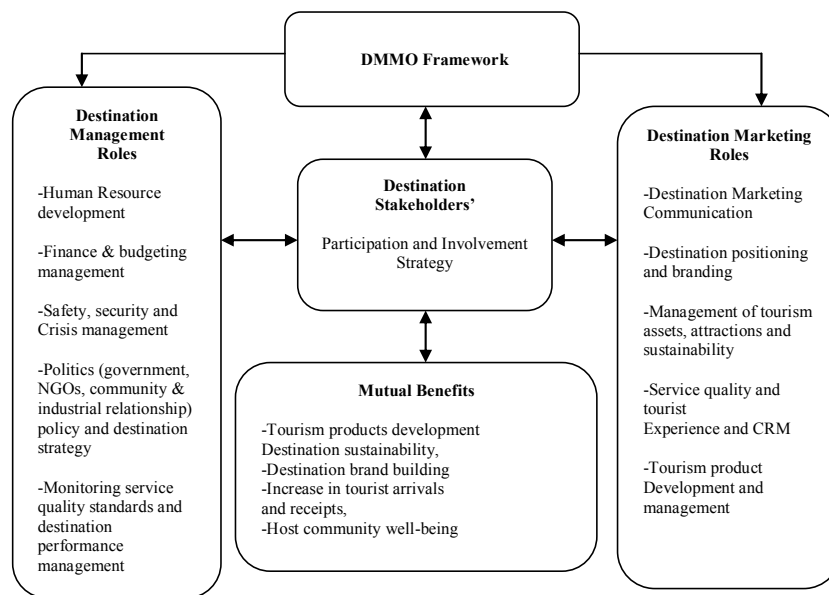 DMMO Framework
Destination
Management
Roles
-Human Resource
development
-Finance & budgeting
management
-Safety, security and
Crisis management
-Politics (government,
NGOs, community &
industrial relationship)
policy and destination
strategy
-Monitoring service
quality standards and
destination
performance
management
Destination
Stakeholders’
Participation and Involvement
Strategy
Mutual Benefits
-Tourism products development
Destination sustainability,
-Destination brand building
-Increase in tourist arrivals
and receipts,
-Host community well-being
Destination Marketing
Roles
-Destination Marketing
Communication
-Destination positioning
and branding
-Management of tourism
assets, attractions and
sustainability
-Service quality and
tourist
Experience and CRM
-Tourism product
Development and
management